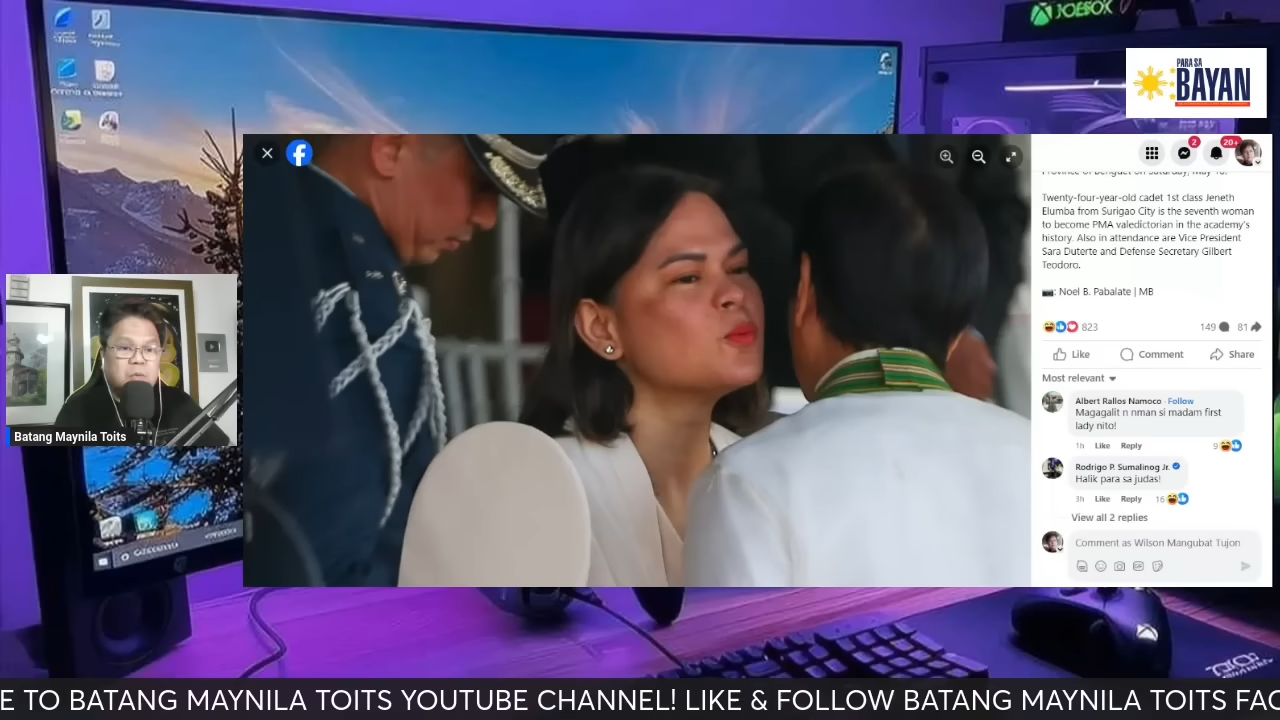 JOEBOX
PARA SA
BAYAN
2
20+
Province of Benguet on Saturday, May 18.
Twenty-four-year-old cadet 1st class Jeneth
Elumba from Surigao City is the seventh woman
to become PMA valedictorian in the academy's
history. Also in attendance are Vice President
Sara Duterte and Defense Secretary Gilbert
Teodoro.
📷: Noel B. Pabalate | MB
823
149
81
Like
Comment
Share
Most relevant
Albert Rallos Namoco · Follow
Magagalit n nman si madam first
lady nito!
1h Like Reply 9
Rodrigo P. Sumalinog Jr.
Halik para sa judas!
3h Like Reply 16
View all 2 replies
Comment as Wilson Mangubat Tujon
Batang Maynila Toits
E TO BATANG MAYNILA TOITS YOUTUBE CHANNEL! LIKE & FOLLOW BATANG MAYNILA TOITS FAC